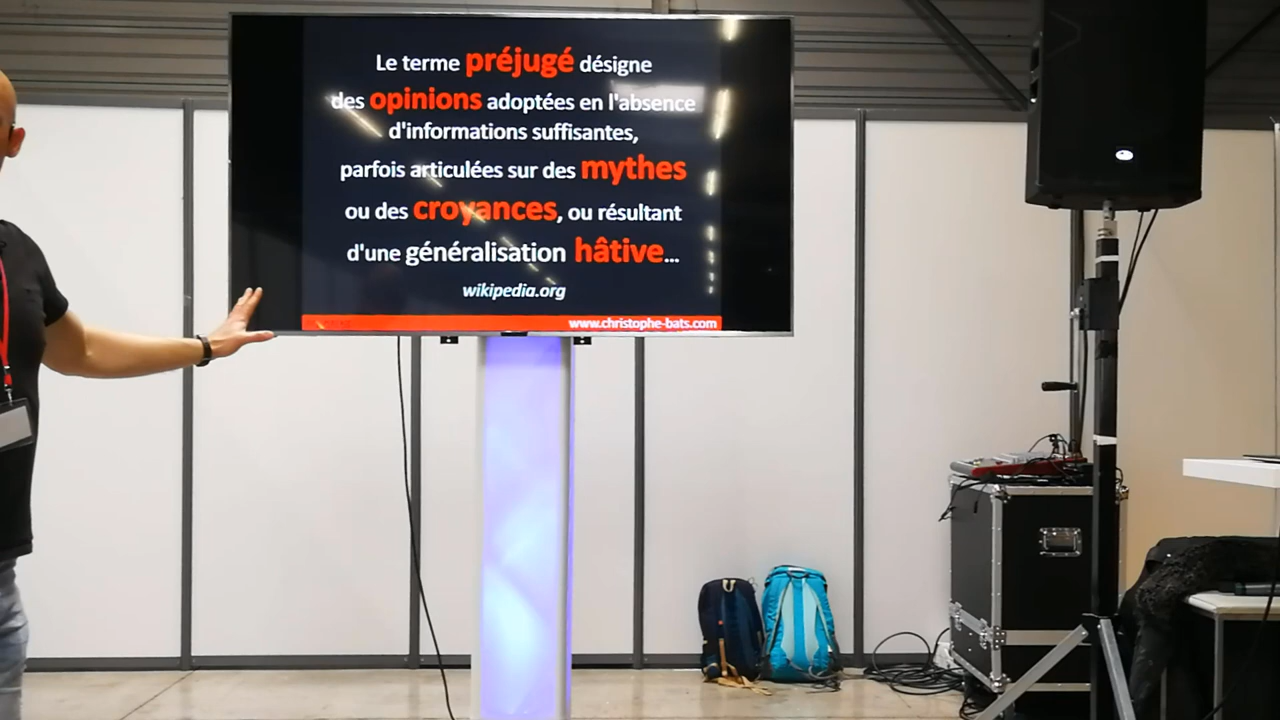 Le terme préjugé désigne
des opinions adoptées en l'absence
d'informations suffisantes,
parfois articulées sur des mythes
ou des croyances, ou résultant
d'une généralisation hâtive...
wikipedia.org
www.christophe-bats.com